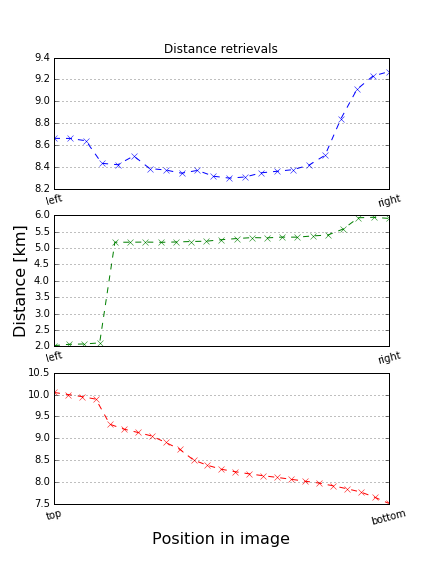 Distance retrievals
9.4
9.2
9.0
8.8
8.6
8.4
8.2
left
right
Distance [km]
6.0
5.5
5.0
4.5
4.0
3.5
3.0
2.5
2.0
left
right
10.5
10.0
9.5
9.0
8.5
8.0
7.5
top
bottom
Position in image